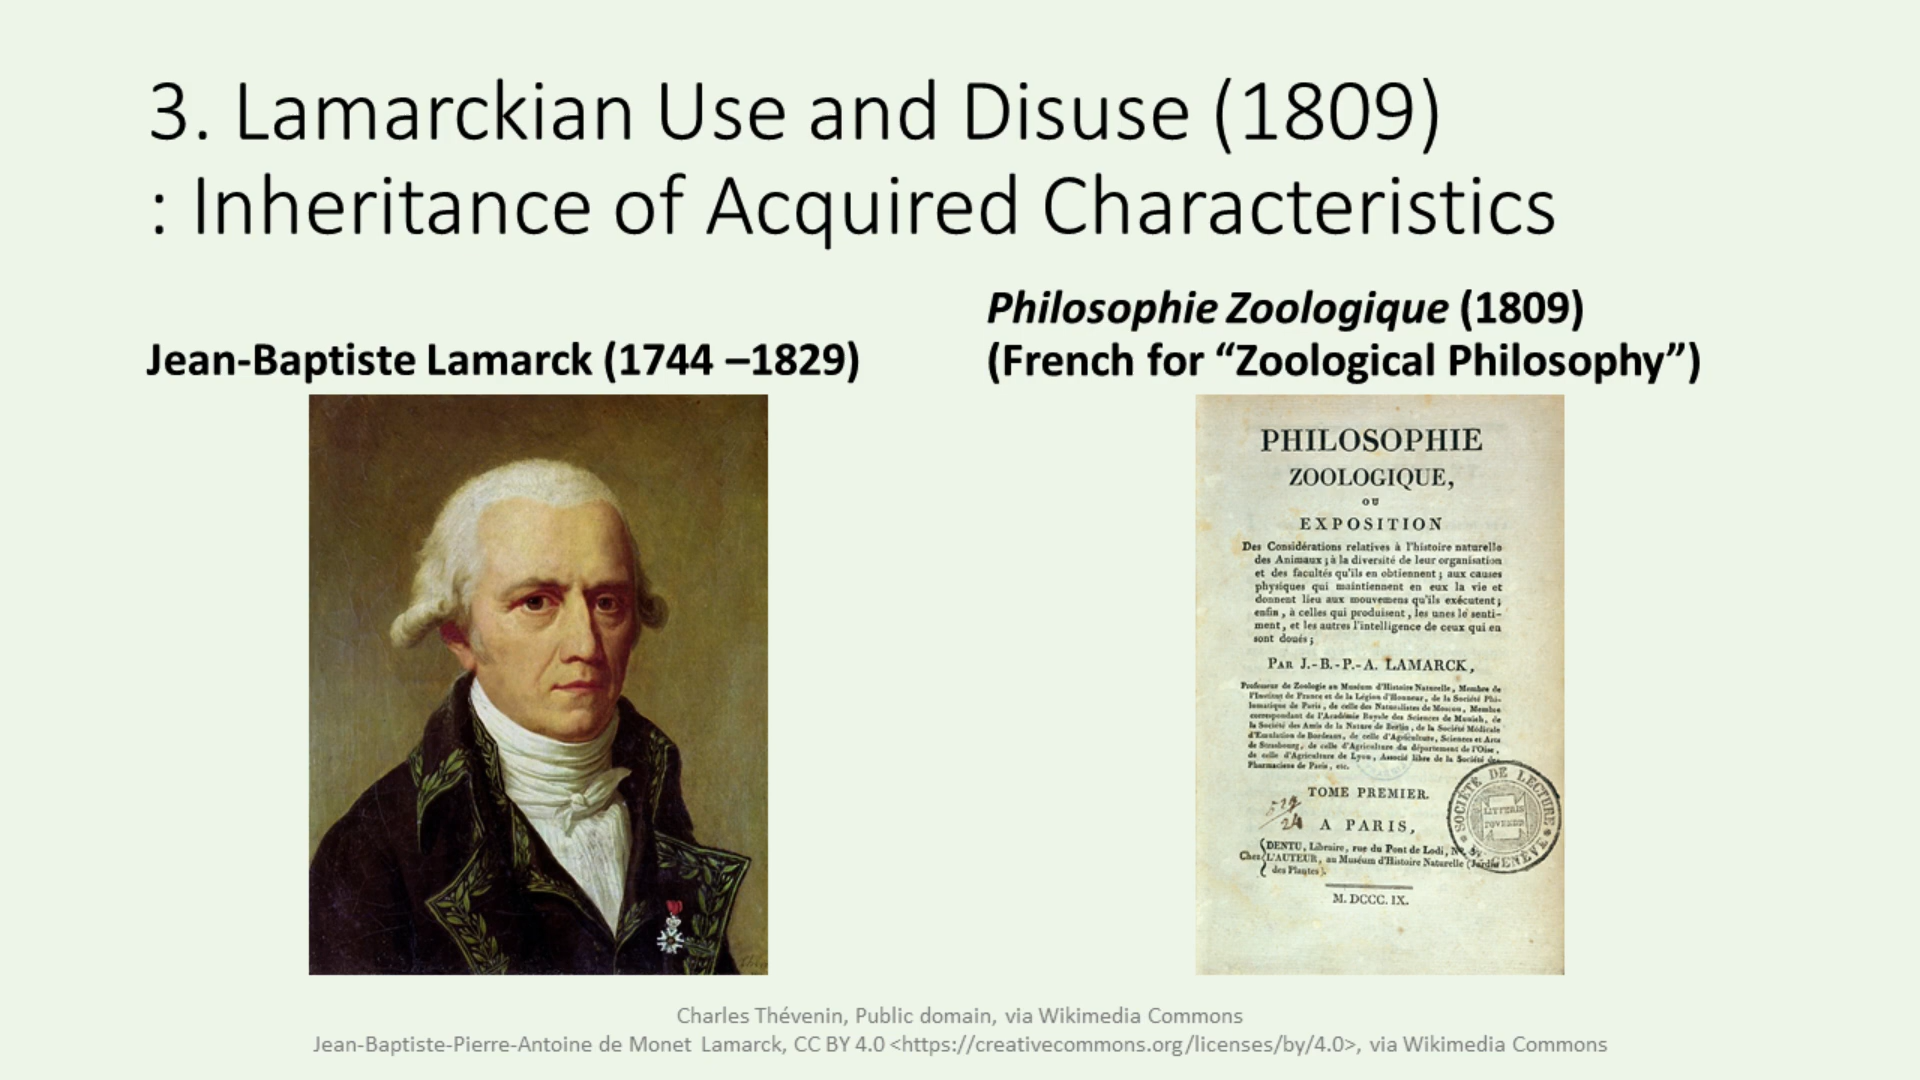 3. Lamarckian Use and Disuse (1809)
: Inheritance of Acquired Characteristics
Jean-Baptiste Lamarck (1744 –1829)
Philosophie Zoologique (1809)
(French for “Zoological Philosophy”)
PHILOSOPHIE
ZOOLOGIQUE,
OU
EXPOSITION
Des Considérations relatives à l'histoire naturelle
des Animaux; à la diversité de leur organisation
et des facultés qu'ils en obtiennent; aux causes
physiques qui maintiennent en eux la vie et
donnent lieu aux mouvemens qu'ils exécutent;
enfin, à celles qui produisent, les unes le senti-
ment, et les autres l'intelligence de ceux qui en
sont doués;
PAR J.-B.-P.-A. LAMARCK,
Professeur de Zoologie au Muséum d'Histoire Naturelle, Membre de
l'Institut de France et de la Légion d'Honneur, de la Société Phi-
lomatique de Paris, de celle des Naturalistes de Moscou, Membre
correspondant de l'Académie Royale des Sciences de Munich, de
la Société des Amis de la Nature de Berlin, de la Société Médicale
d'Emulation de Bordeaux, de celle d'Agriculture, Sciences et Arts
de Strasbourg, de celle d'Agriculture du département de l'Oise,
de celle d'Agriculture de Lyon, Associé libre de la Société des
Pharmaciens de Paris, etc.
TOME PREMIER.
SOCIÉTÉ DE LECTURE
GENÈVE
24
A PARIS,
Chez
DENTU, Libraire, rue du Pont de Lodi, N°.
L'AUTEUR, au Muséum d'Histoire Naturelle (Jardin
des Plantes).
M. DCCC. IX.
Charles Thévenin, Public domain, via Wikimedia Commons
Jean-Baptiste-Pierre-Antoine de Monet Lamarck, CC BY 4.0 <https://creativecommons.org/licenses/by/4.0>, via Wikimedia Commons